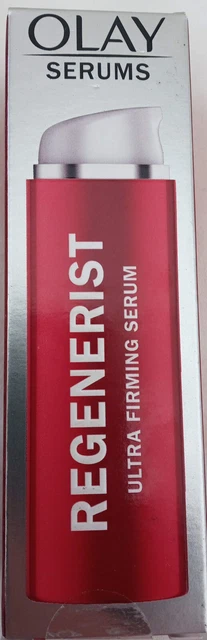 OLAY
SERUMS
REGENERIST
ULTRA FIRMING SERUM